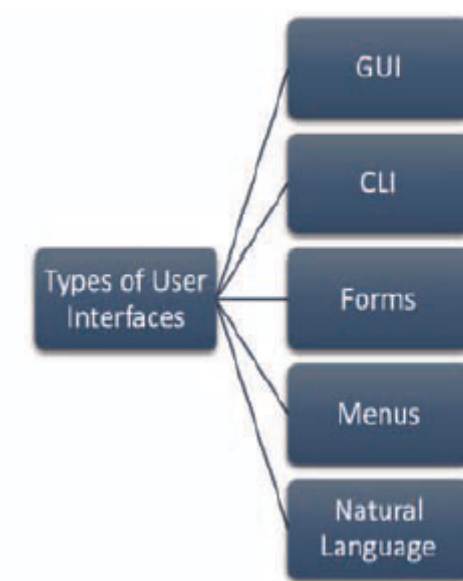 Types of User
Interfaces
GUI
CLI
Forms
Menus
Natural
Language